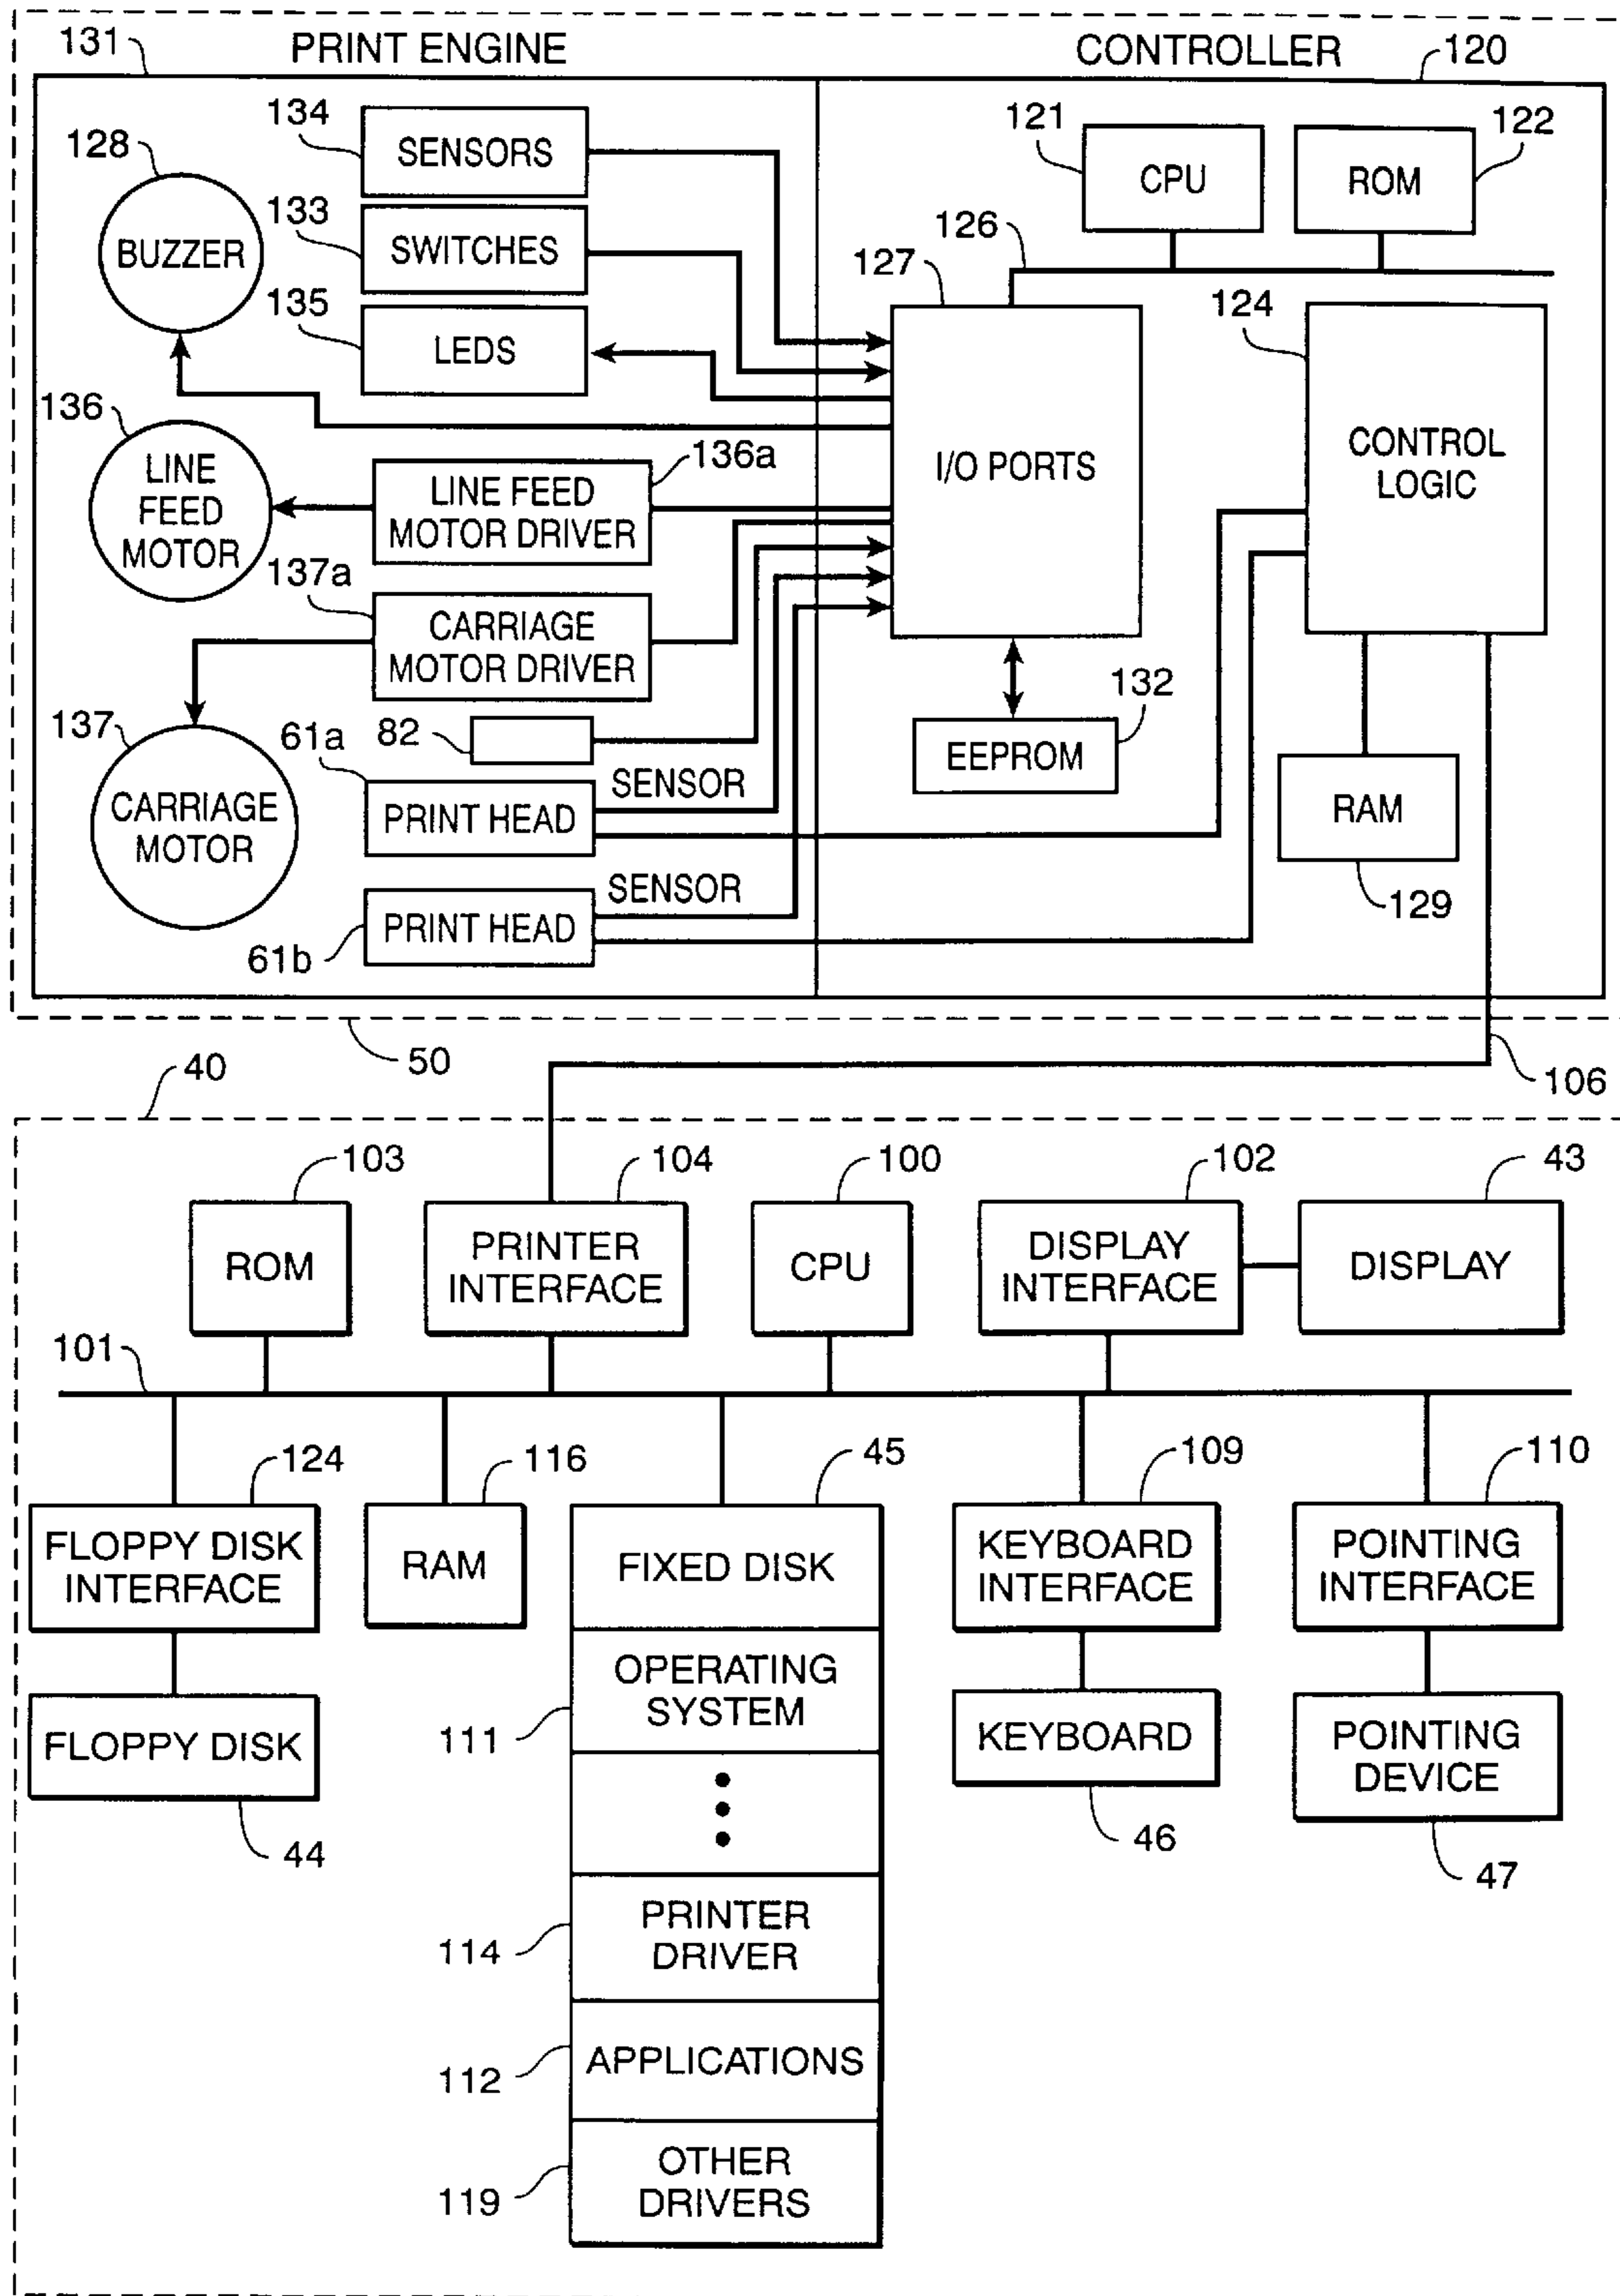 131 PRINT ENGINE CONTROLLER 120
134
SENSORS
128
BUZZER
133
SWITCHES
135
LEDS
121
CPU
122
ROM
126
127
I/O PORTS
124
CONTROL
LOGIC
136
LINE
FEED
MOTOR
136a
LINE FEED
MOTOR DRIVER
137a
CARRIAGE
MOTOR DRIVER
137
CARRIAGE
MOTOR
82
61a
PRINT HEAD
SENSOR
61b
PRINT HEAD
SENSOR
132
EEPROM
RAM
129
50
106
40
103
ROM
104
PRINTER
INTERFACE
100
CPU
102
DISPLAY
INTERFACE
43
DISPLAY
101
124
FLOPPY DISK
INTERFACE
FLOPPY DISK
44
116
RAM
45
FIXED DISK
OPERATING
SYSTEM
111
PRINTER
DRIVER
114
APPLICATIONS
112
OTHER
DRIVERS
119
109
KEYBOARD
INTERFACE
KEYBOARD
46
110
POINTING
INTERFACE
POINTING
DEVICE
47